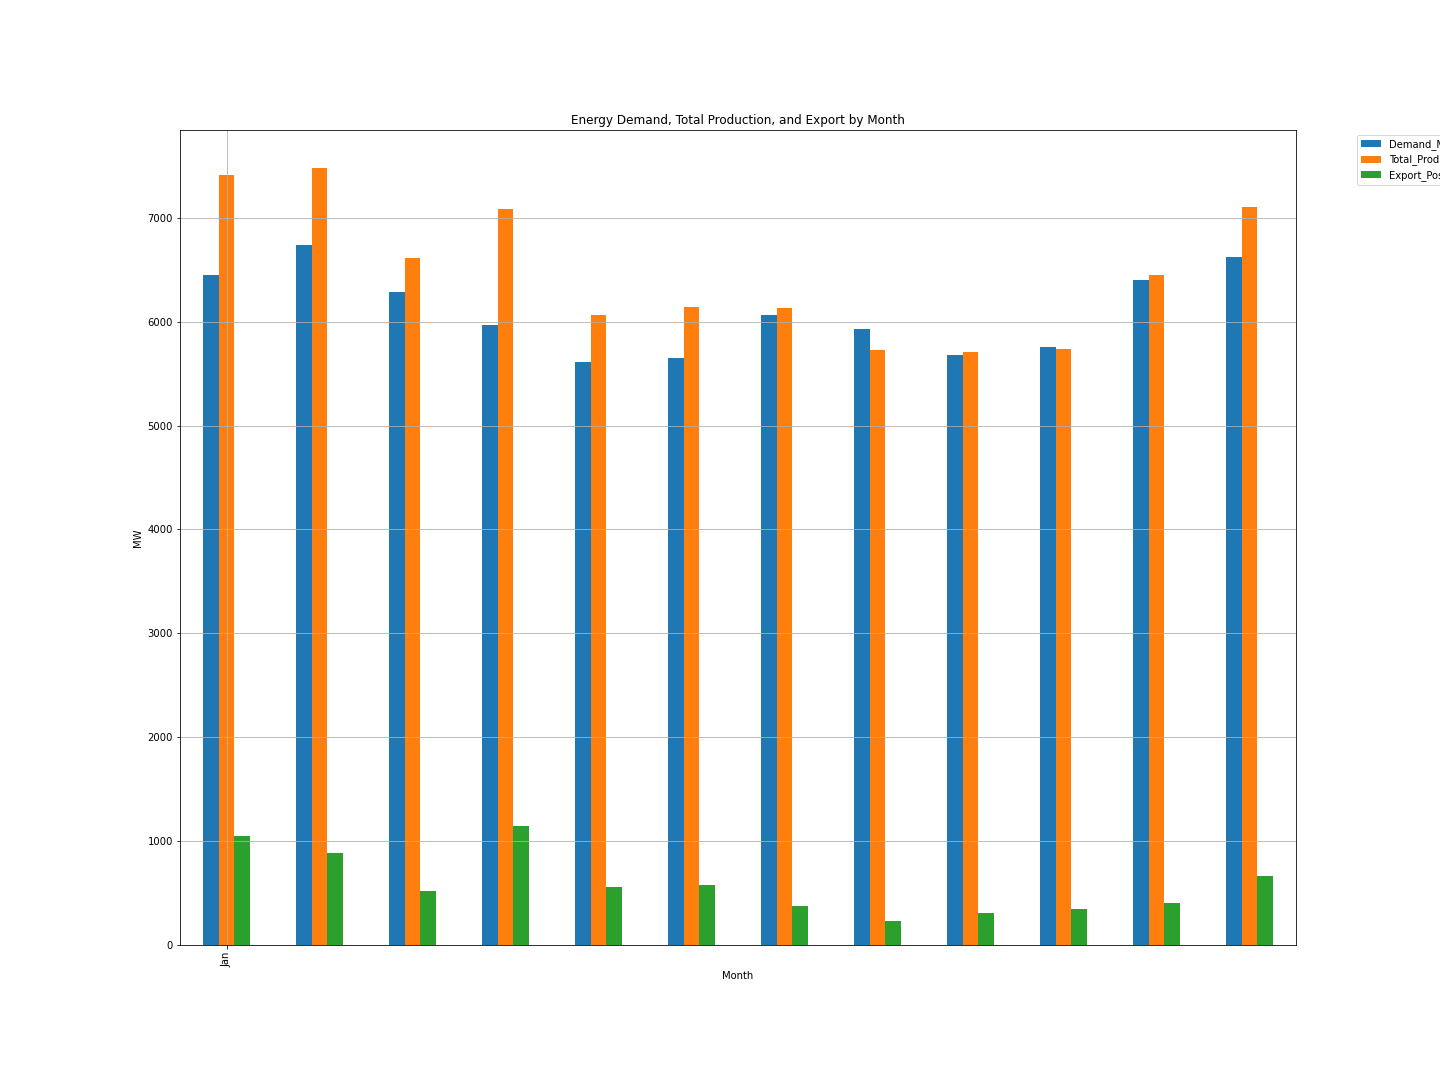 Energy Demand, Total Production, and Export by Month
Demand_
Total_Prod
Export_Pos
7000
6000
5000
4000
3000
2000
1000
0
MW
Jan
Month